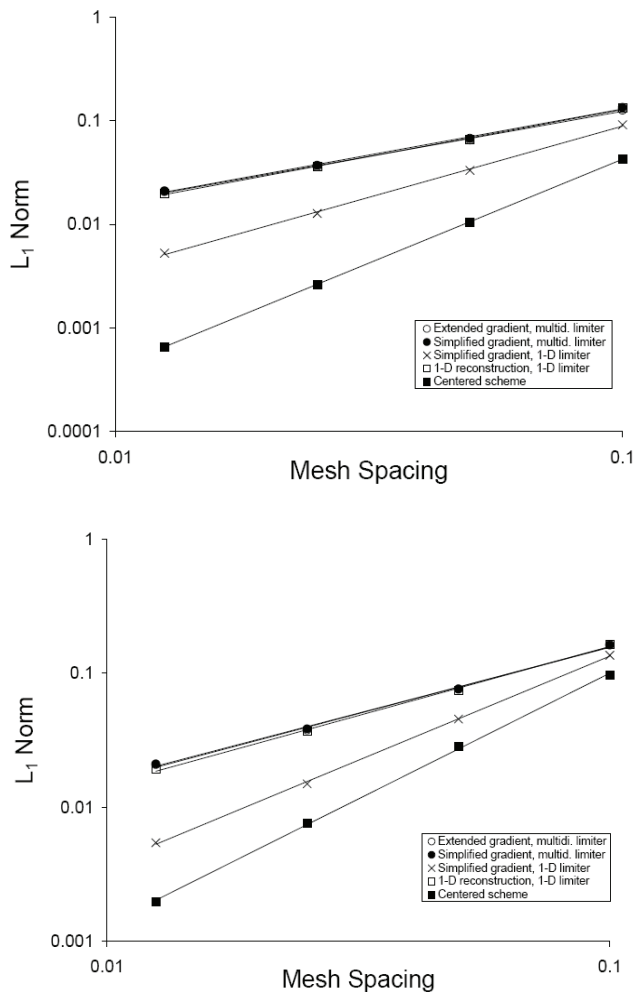 1
0.1
0.01
0.001
0.0001
L1 Norm
Extended gradient, multid. limiter
Simplified gradient, multid. limiter
Simplified gradient, 1-D limiter
1-D reconstruction, 1-D limiter
Centered scheme
0.01
0.1
Mesh Spacing
1
0.1
0.01
0.001
L1 Norm
Extended gradient, multidi. limiter
Simplified gradient, multid. limiter
Simplified gradient, 1-D limiter
1-D reconstruction, 1-D limiter
Centered scheme
0.01
0.1
Mesh Spacing